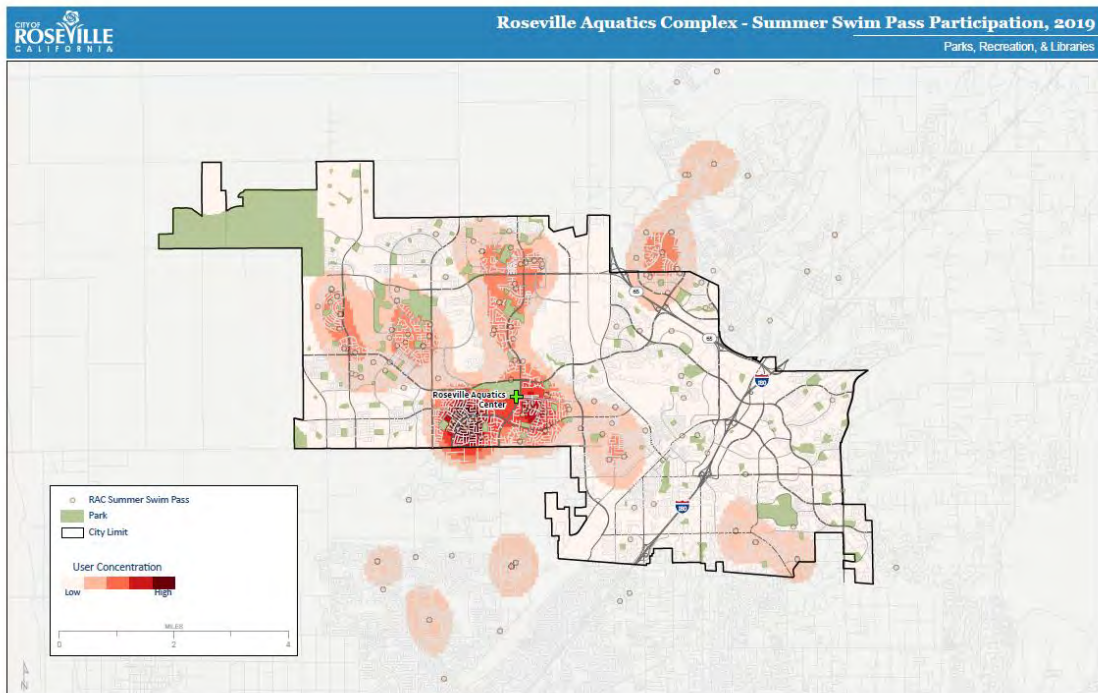 CITY OF
ROSEVILLE
CALIFORNIA
Roseville Aquatics Complex - Summer Swim Pass Participation, 2019
Parks, Recreation, & Libraries
65
65
80
Roseville Aquatics
Center
80
RAC Summer Swim Pass
Park
City Limit
User Concentration
Low
High
MILES
0
2
4
N